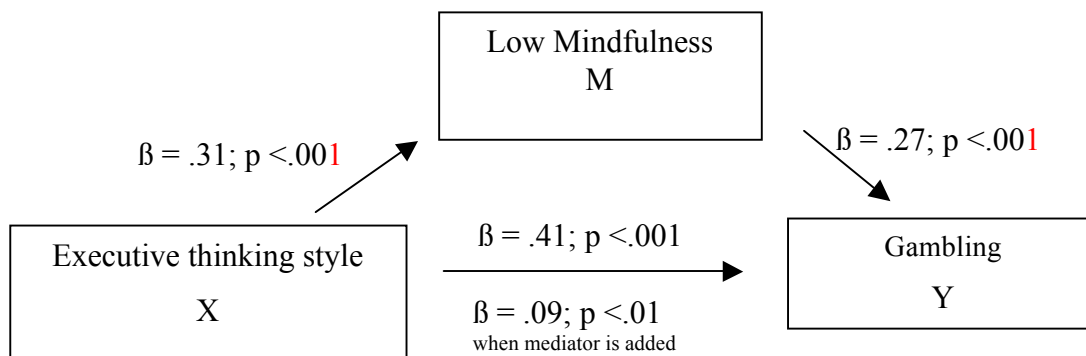 Low Mindfulness
M
ß = .31; p <.001
ß = .27; p <.001
Executive thinking style
X
ß = .41; p <.001
ß = .09; p <.01
when mediator is added
Gambling
Y